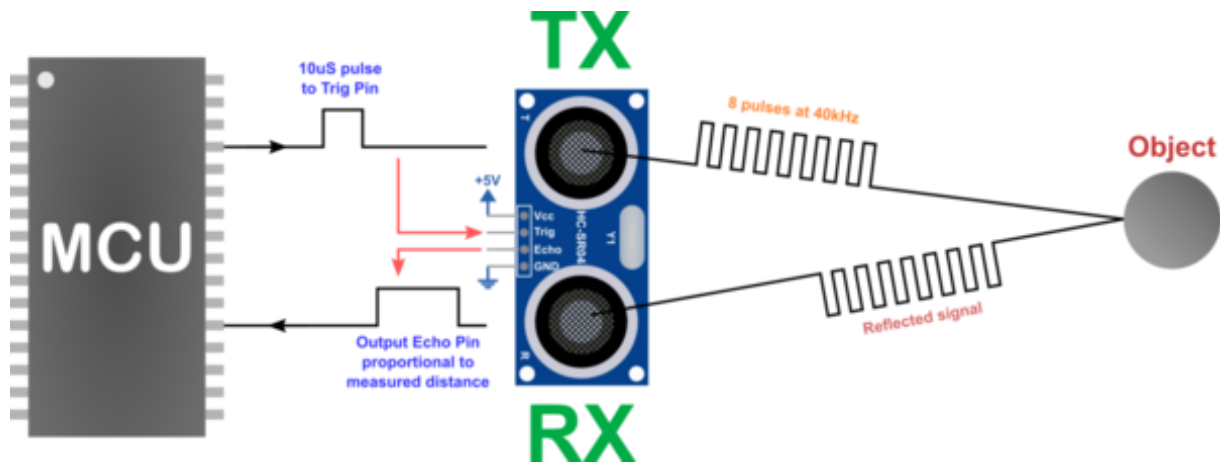 TX
10uS pulse
to Trig Pin
8 pulses at 40kHz
Object
T
+5V
Vcc
Trig
Echo
GND
HC-SR04
Y1
MCU
Reflected signal
Output Echo Pin
proportional to
measured distance
R
RX